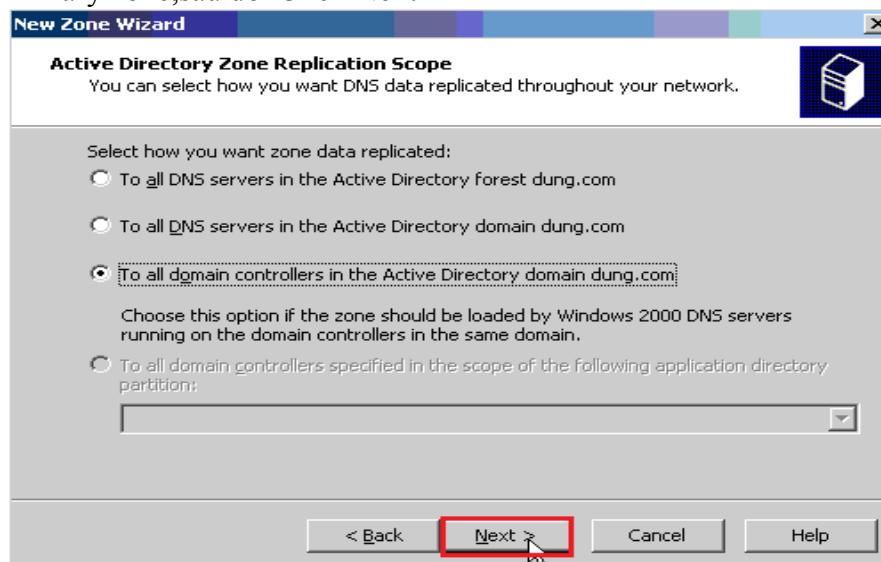 New Zone Wizard
Active Directory Zone Replication Scope
You can select how you want DNS data replicated throughout your network.
Select how you want zone data replicated:
To all DNS servers in the Active Directory forest dung.com
To all DNS servers in the Active Directory domain dung.com
To all domain controllers in the Active Directory domain dung.com
Choose this option if the zone should be loaded by Windows 2000 DNS servers
running on the domain controllers in the same domain.
To all domain controllers specified in the scope of the following application directory
partition:
< Back Next > Cancel Help